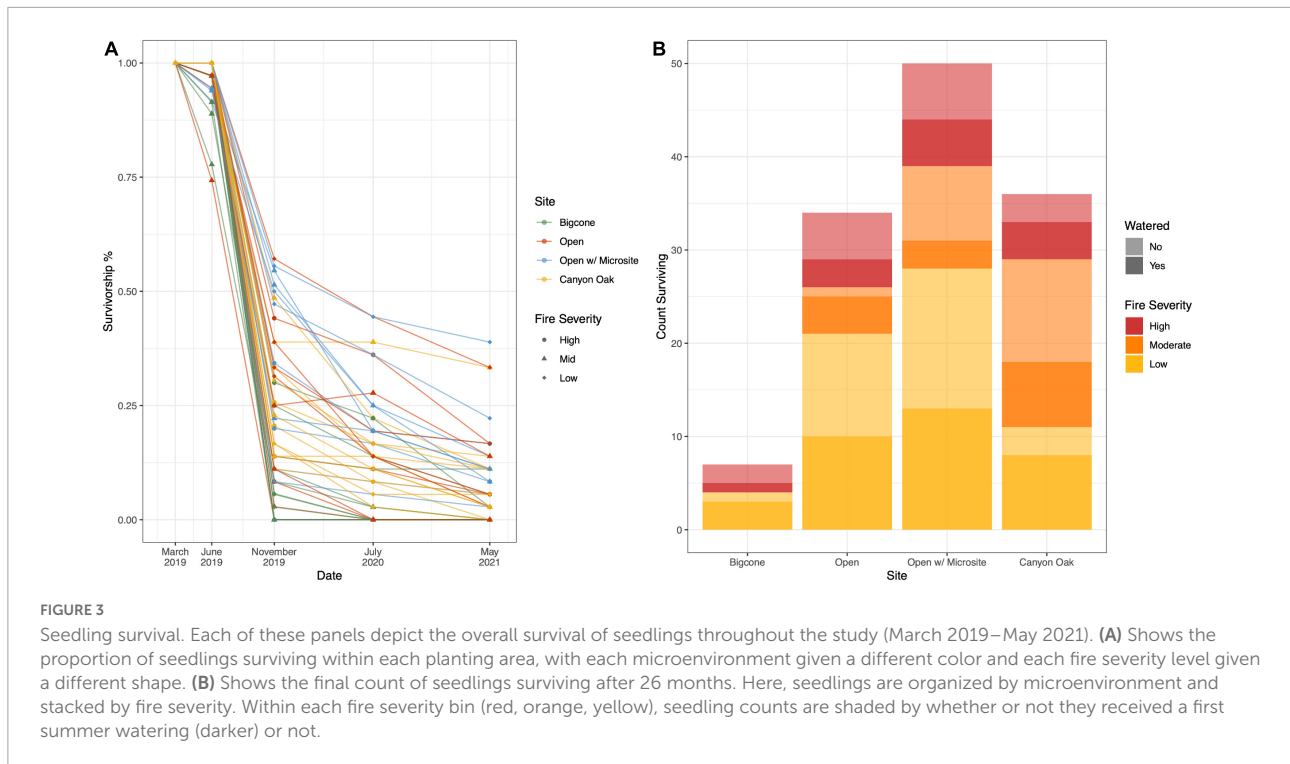 A
1.00
0.75
0.50
0.25
0.00
Survivorship %
March
2019
June
2019
November
2019
July
2020
May
2021
Date
Site
Bigcone
Open
Open w/ Microsite
Canyon Oak
Fire Severity
High
Mid
Low
B
50
40
30
20
10
0
Count Surviving
Bigcone
Open
Open w/ Microsite
Canyon Oak
Site
Watered
No
Yes
Fire Severity
High
Moderate
Low
FIGURE 3
Seedling survival. Each of these panels depict the overall survival of seedlings throughout the study (March 2019–May 2021). (A) Shows the
proportion of seedlings surviving within each planting area, with each microenvironment given a different color and each fire severity level given
a different shape. (B) Shows the final count of seedlings surviving after 26 months. Here, seedlings are organized by microenvironment and
stacked by fire severity. Within each fire severity bin (red, orange, yellow), seedling counts are shaded by whether or not they received a first
summer watering (darker) or not.